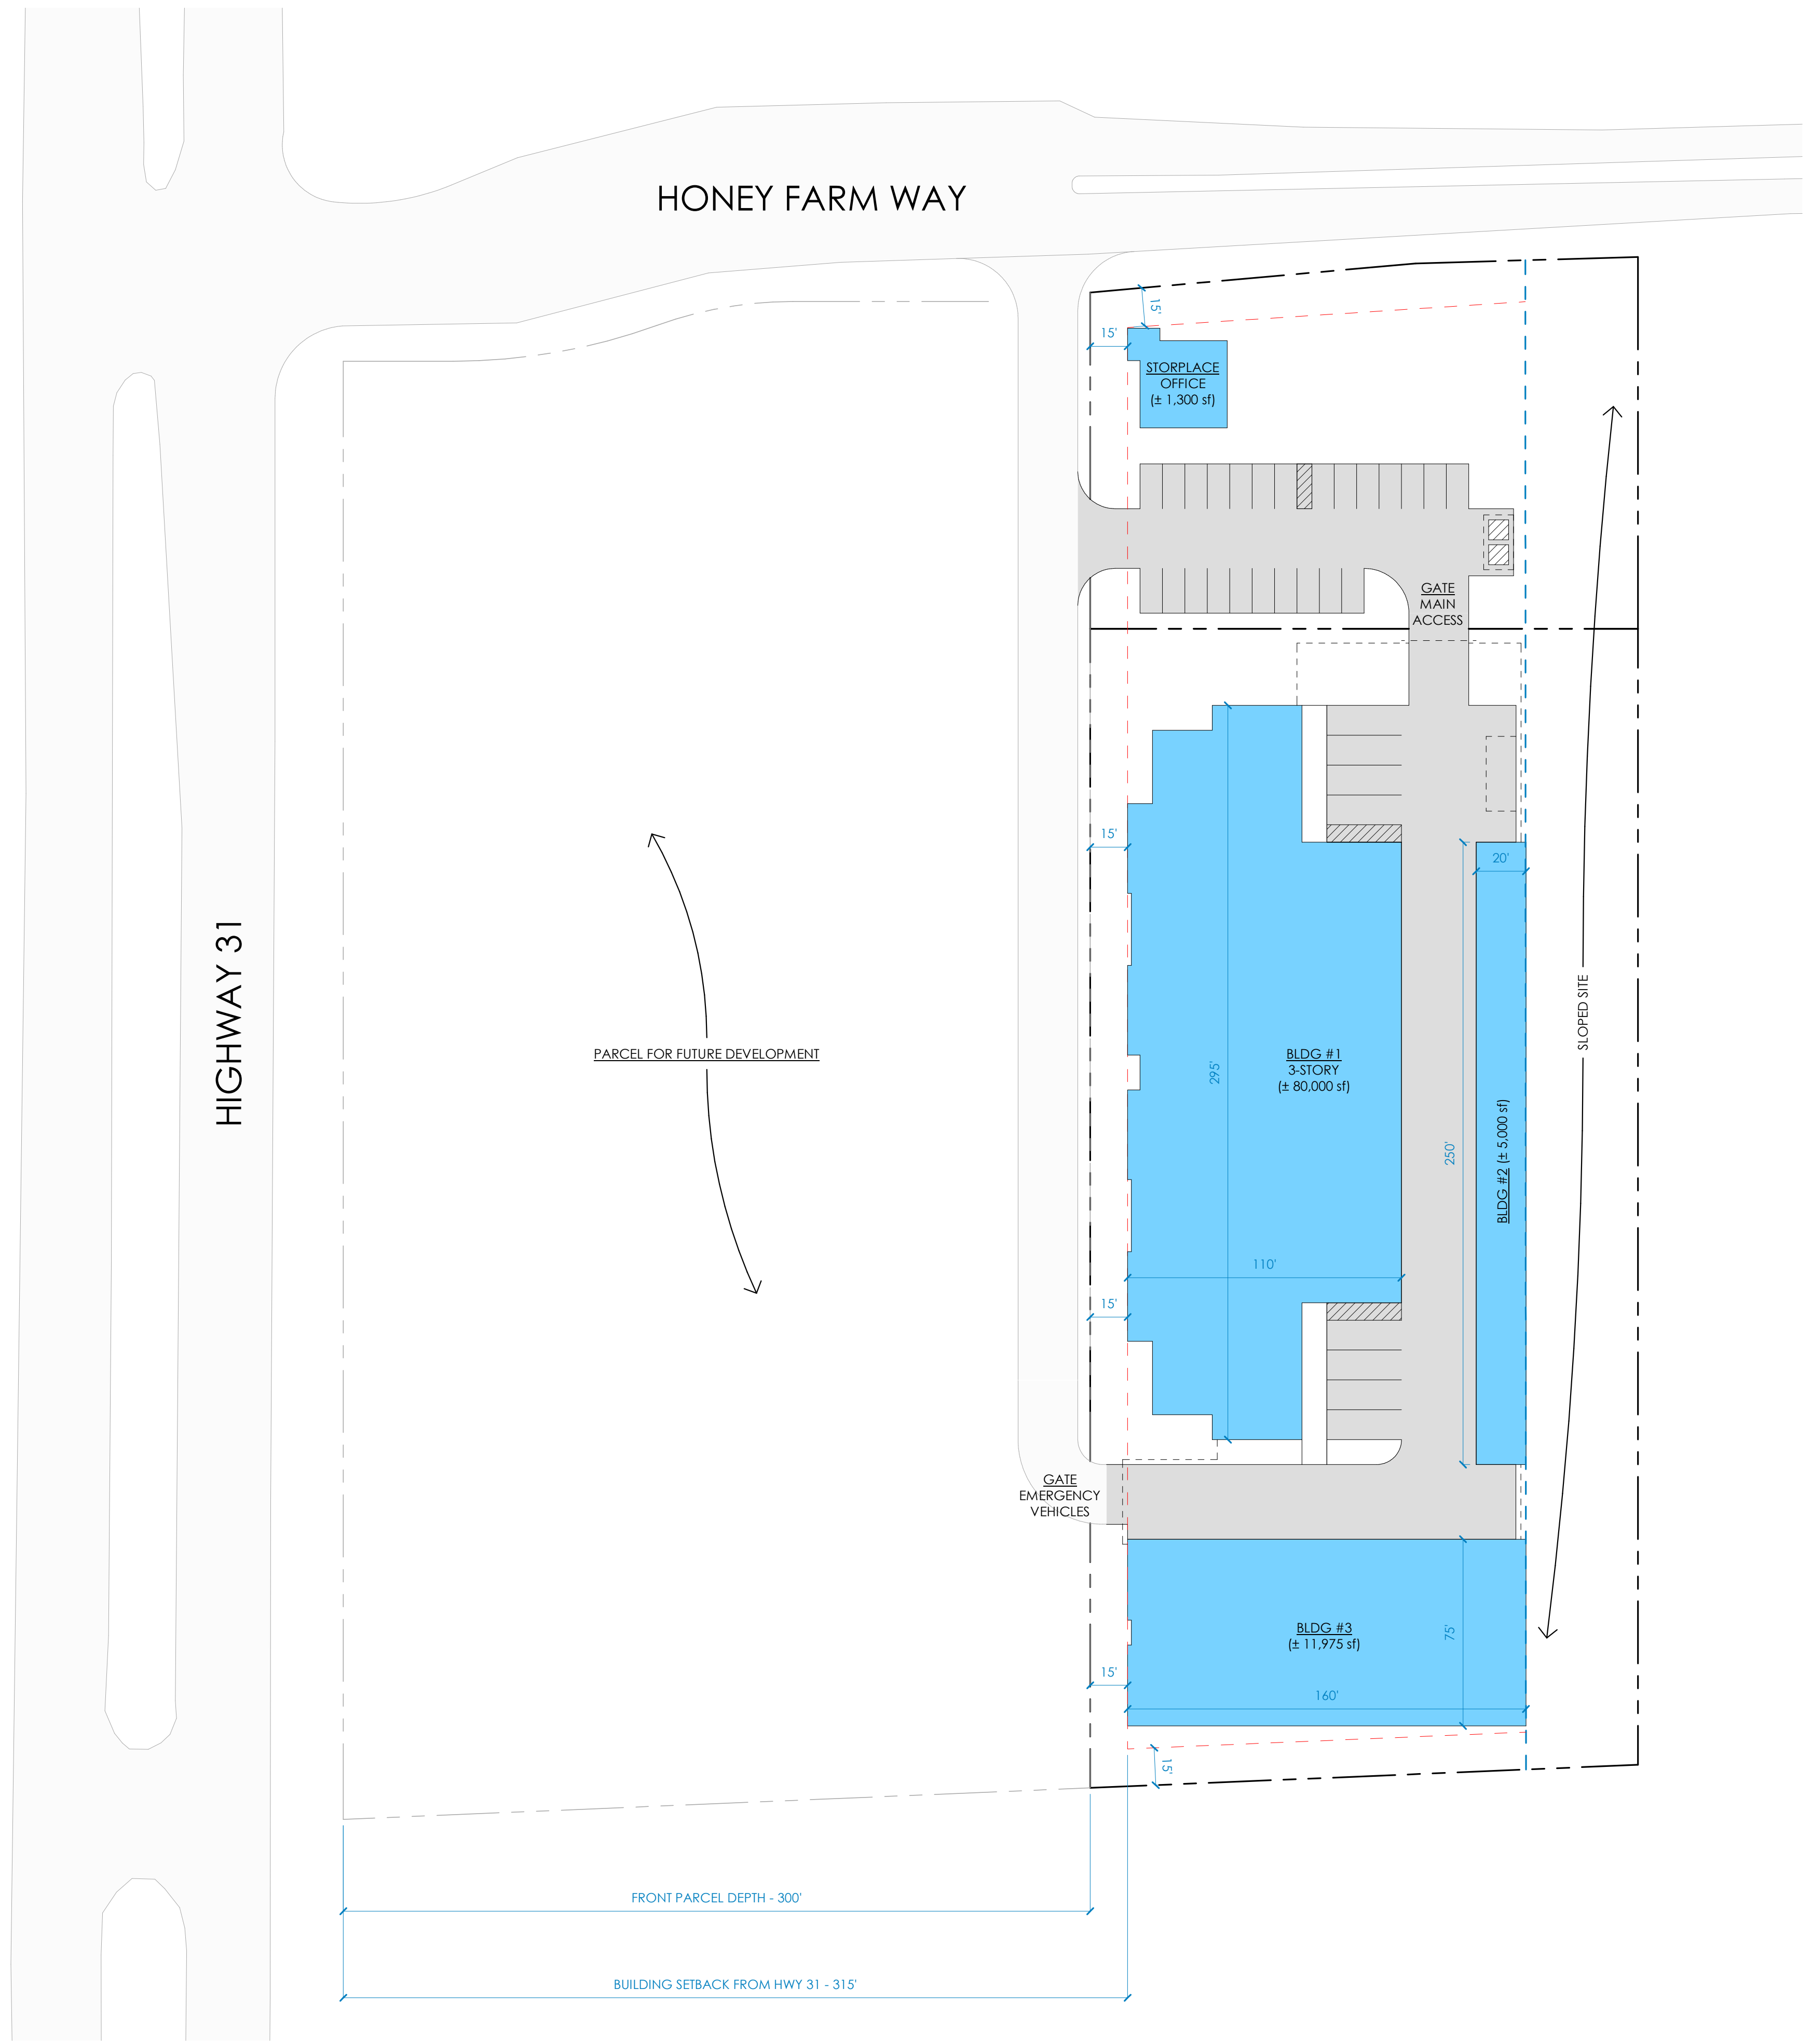 HONEY FARM WAY
15'
15'
STORPLACE
OFFICE
(± 1,300 sf)
GATE
MAIN
ACCESS
15'
20'
HIGHWAY 31
SLOPED SITE
PARCEL FOR FUTURE DEVELOPMENT
295'
BLDG #1
3-STORY
(± 80,000 sf)
250'
BLDG #2 (± 5,000 sf)
110'
15'
GATE
EMERGENCY
VEHICLES
BLDG #3
(± 11,975 sf)
75'
15'
160'
15'
FRONT PARCEL DEPTH - 300'
BUILDING SETBACK FROM HWY 31 - 315'